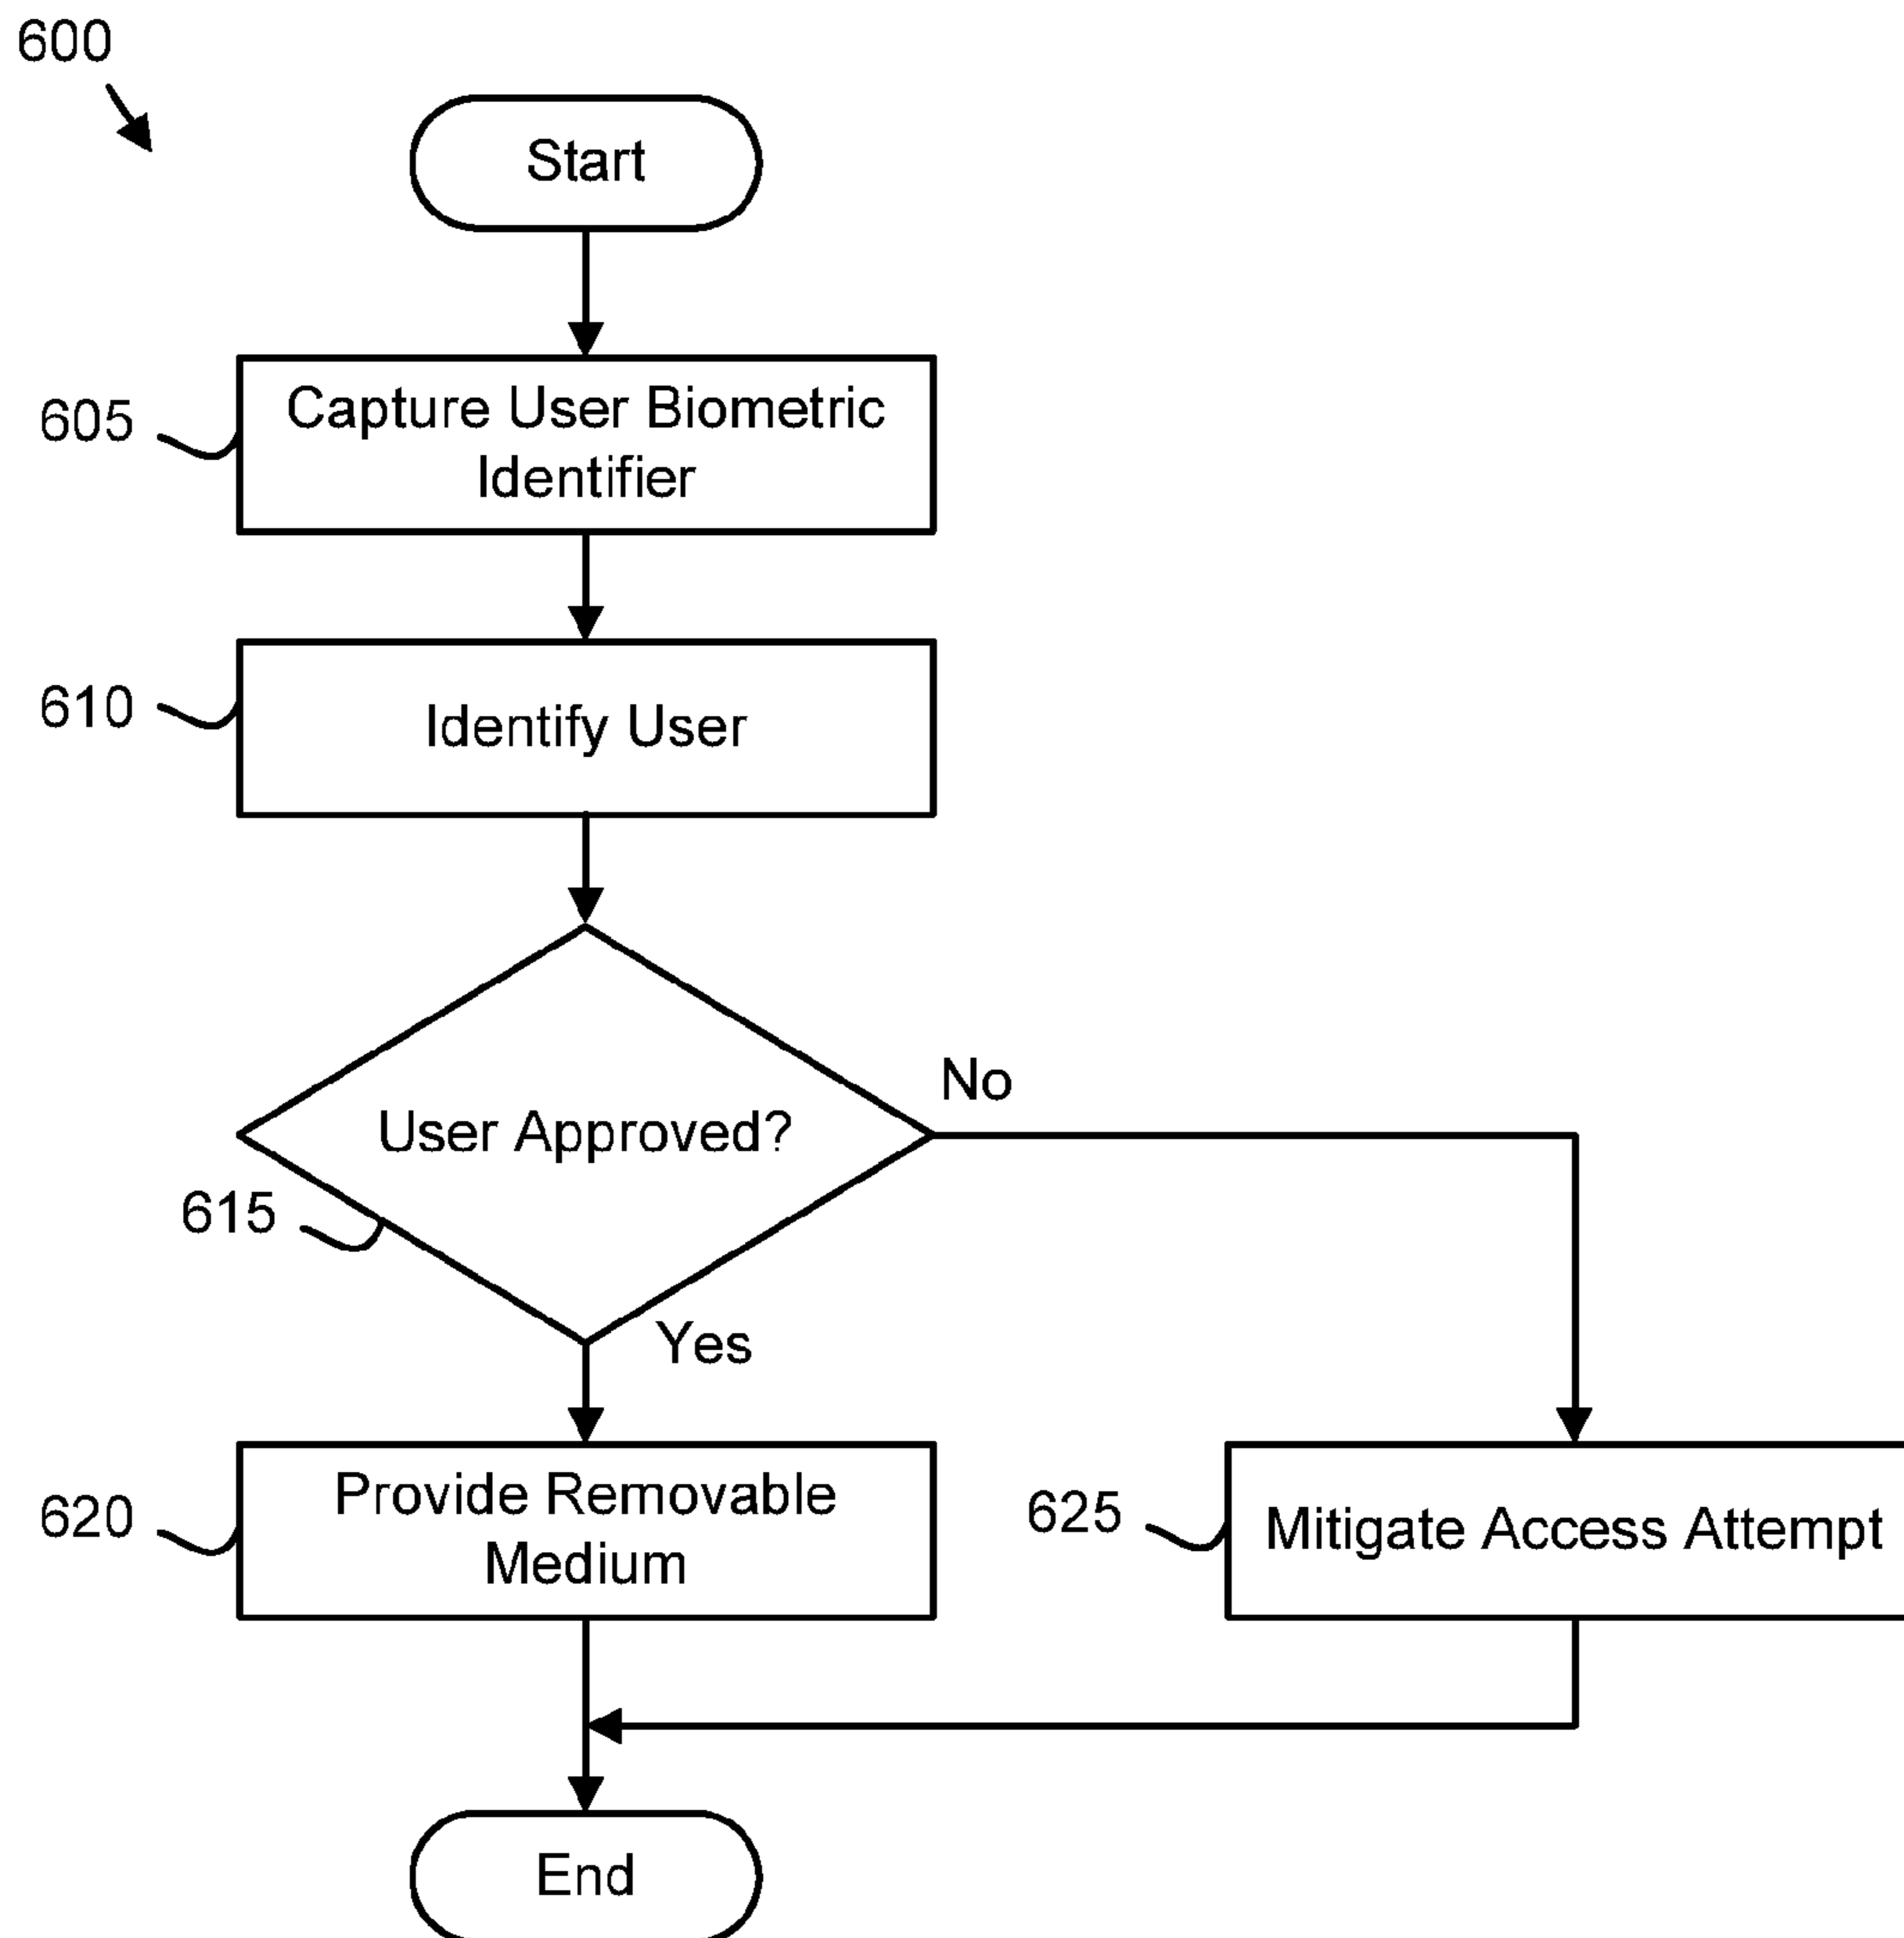 600
Start
605
Capture User Biometric
Identifier
610
Identify User
User Approved?
No
615
Yes
620
Provide Removable
Medium
625
Mitigate Access Attempt
End